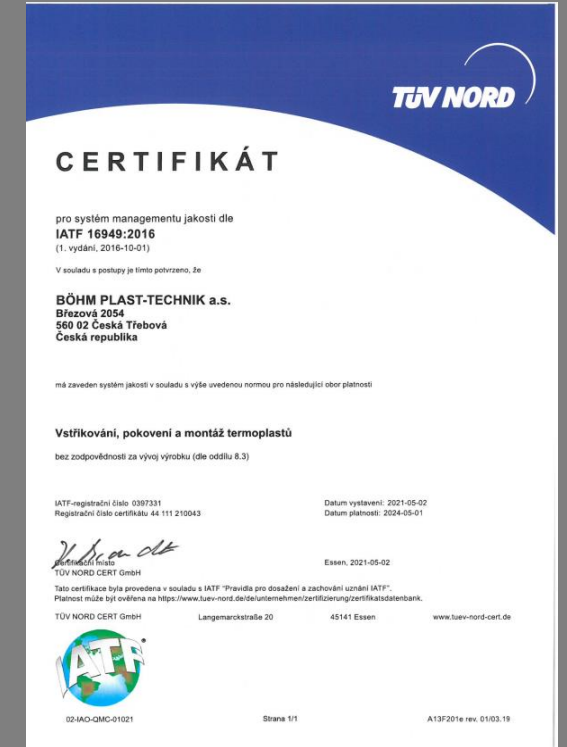 TÜV NORD
CERTIFIKÁT
pro systém managementu jakosti dle
IATF 16949:2016
(1. vydání, 2016-10-01)
V souladu s postupy je tímto potvrzeno, že
BÖHM PLAST-TECHNIK a.s.
Březová 2054
560 02 Česká Třebová
Česká republika
má zaveden systém jakosti v souladu s výše uvedenou normou pro následující obor platnosti
Vstřikování, pokovení a montáž termoplastů
bez zodpovědnosti za vývoj výrobku (dle oddílu 8.3)
IATF-registrační číslo 0397331
Registrační číslo certifikátu 44 111 210043
Datum vystavení: 2021-05-02
Datum platnosti: 2024-05-01
Certifikační místo
TÜV NORD CERT GmbH
Essen, 2021-05-02
Tato certifikace byla provedena v souladu s IATF "Pravidla pro dosažení a zachování uznání IATF".
Platnost může být ověřena na https://www.tuev-nord.de/de/unternehmen/zertifizierung/zertifikatsdatenbank.
TÜV NORD CERT GmbH Langemarckstraße 20 45141 Essen www.tuev-nord-cert.de
IATF
02-IAO-QMC-01021 Strana 1/1 A13F201e rev. 01/03.19